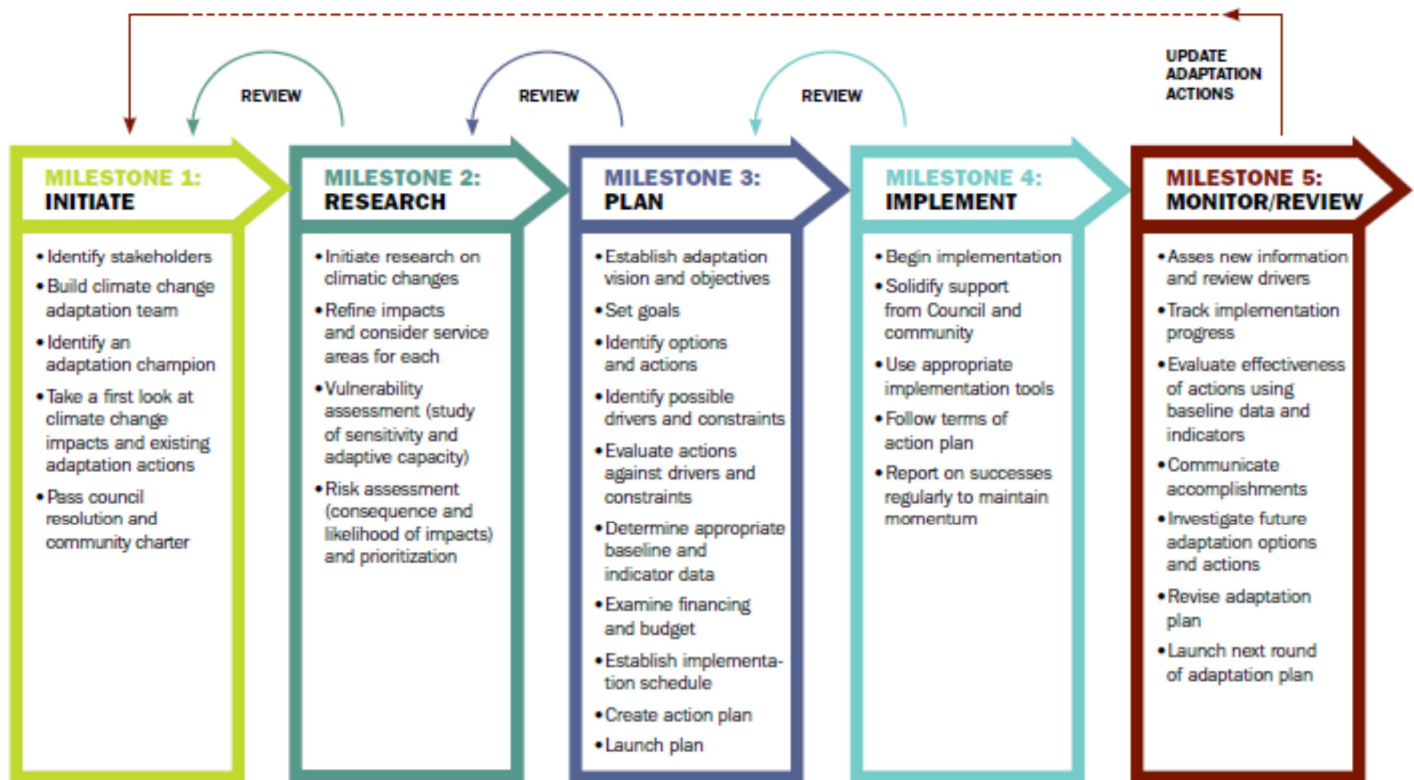 UPDATE
ADAPTATION
ACTIONS
REVIEW
REVIEW
REVIEW
MILESTONE 1:
INITIATE
• Identify stakeholders
• Build climate change
adaptation team
• Identify an
adaptation champion
• Take a first look at
climate change
impacts and existing
adaptation actions
• Pass council
resolution and
community charter
MILESTONE 2:
RESEARCH
• Initiate research on
climatic changes
• Refine impacts
and consider service
areas for each
• Vulnerability
assessment (study
of sensitivity and
adaptive capacity)
• Risk assessment
(consequence and
likelihood of impacts)
and prioritization
MILESTONE 3:
PLAN
• Establish adaptation
vision and objectives
• Set goals
• Identify options
and actions
• Identify possible
drivers and constraints
• Evaluate actions
against drivers and
constraints
• Determine appropriate
baseline and
indicator data
• Examine financing
and budget
• Establish implementa-
tion schedule
• Create action plan
• Launch plan
MILESTONE 4:
IMPLEMENT
• Begin implementation
• Solidify support
from Council and
community
• Use appropriate
implementation tools
• Follow terms of
action plan
• Report on successes
regularly to maintain
momentum
MILESTONE 5:
MONITOR/REVIEW
• Asses new information
and review drivers
• Track implementation
progress
• Evaluate effectiveness
of actions using
baseline data and
indicators
• Communicate
accomplishments
• Investigate future
adaptation options
and actions
• Revise adaptation
plan
• Launch next round
of adaptation plan